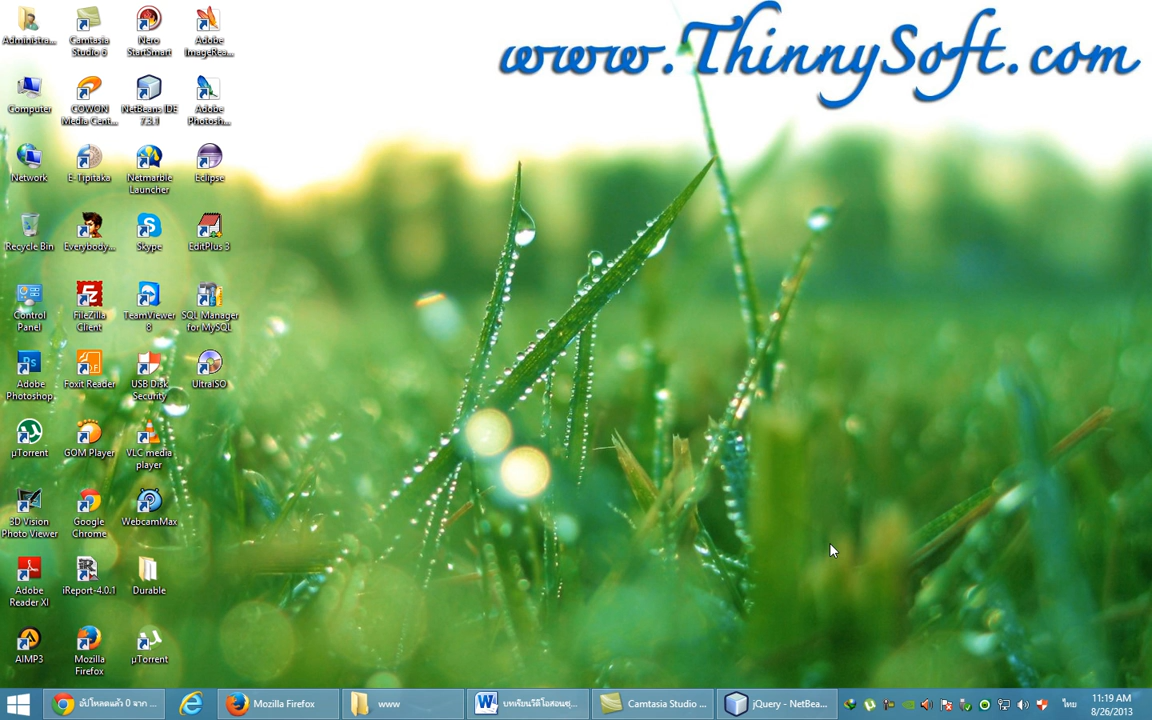 www.ThinnySoft.com
Administra...
Camtasia Studio 6
Nero StartSmart
Adobe ImageRea...
Computer
COWON Media Cent...
NetBeans IDE 7.3.1
Adobe Photosh...
Network
E-Tipitaka
Netmarble Launcher
Eclipse
Recycle Bin
Everybody...
Skype
EditPlus 3
Control Panel
FileZilla Client
TeamViewer 8
SQL Manager for MySQL
Adobe Photoshop
Foxit Reader
USB Disk Security
UltraISO
µTorrent
GOM Player
VLC media player
3D Vision Photo Viewer
Google Chrome
WebcamMax
Adobe Reader XI
iReport-4.0.1
Durable
AIMP3
Mozilla Firefox
µTorrent
อัปโหลดแล้ว 0 จาก ...
Mozilla Firefox
www
บทเรียนวีดีโอสอนชุ...
Camtasia Studio ...
jQuery - NetBea...
ไทย
11:19 AM
8/26/2013